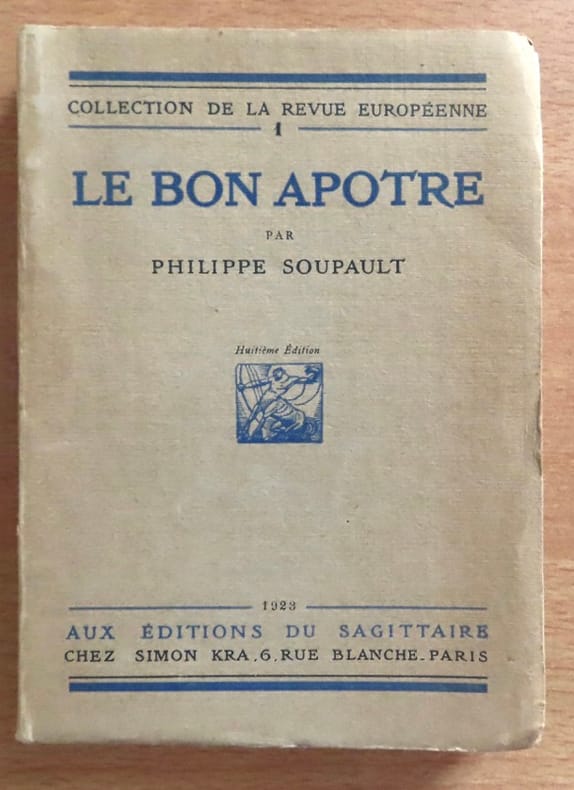 COLLECTION DE LA REVUE EUROPÉENNE
1
LE BON APOTRE
PAR
PHILIPPE SOUPAULT
Huitième Édition
1923
AUX ÉDITIONS DU SAGITTAIRE
CHEZ SIMON KRA, 6, RUE BLANCHE-PARIS